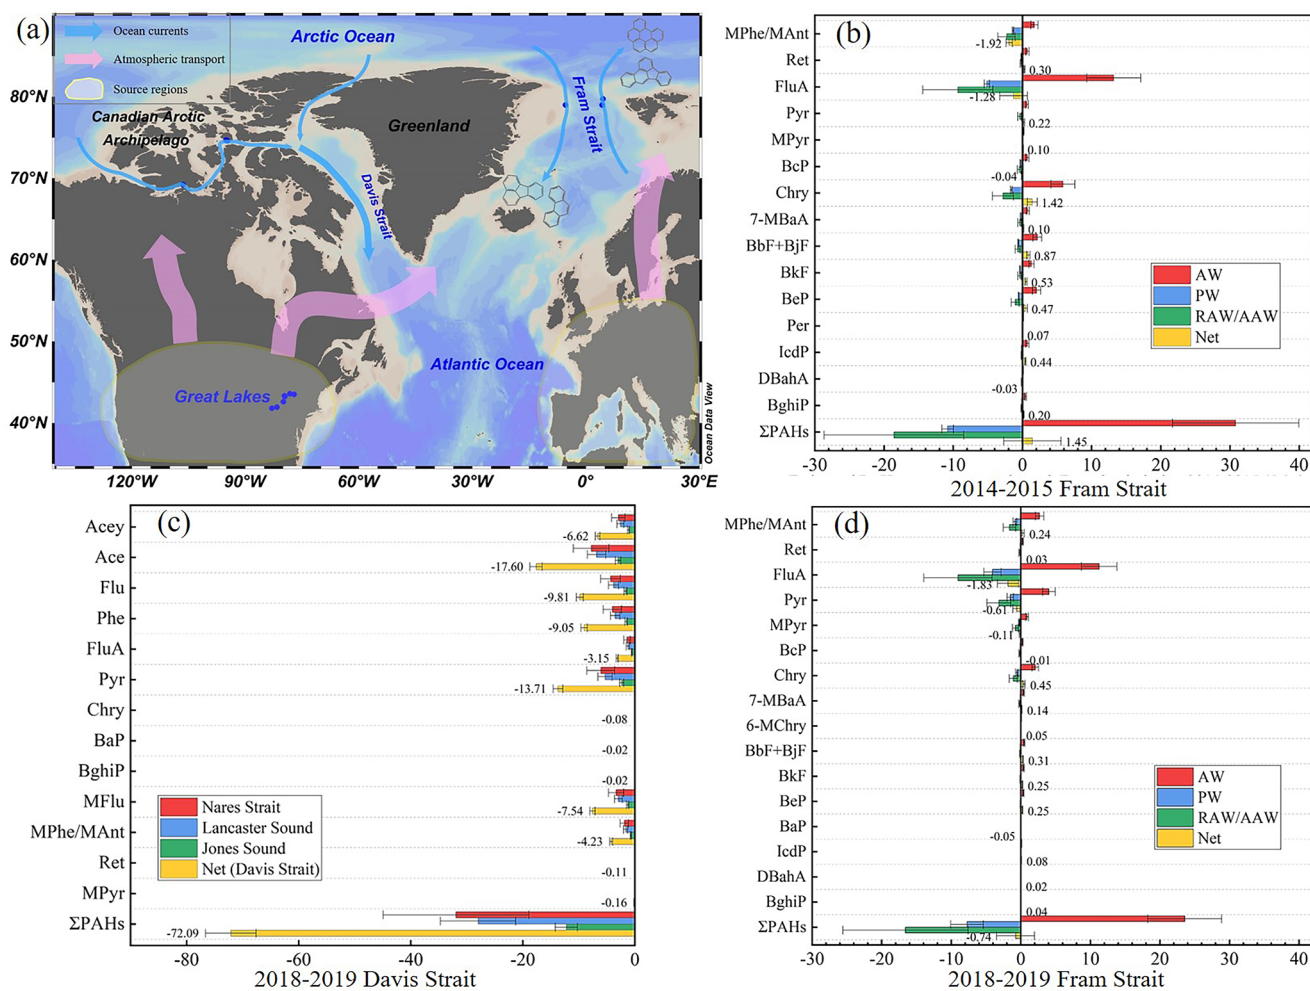 (a)
Ocean currents
Atmospheric transport
Source regions
Arctic Ocean
Fram Strait
Canadian Arctic
Archipelago
Greenland
Davis Strait
Atlantic Ocean
Great Lakes
Ocean Data View
80°N
70°N
60°N
50°N
40°N
120°W
90°W
60°W
30°W
0°W
30°E
(b)
MPhe/MAnt
-1.92
Ret
0.30
FluA
-1.28
Pyr
0.22
MPyr
0.10
BcP
-0.04
Chry
1.42
7-MBaA
0.10
BbF+BjF
0.87
BkF
0.53
BeP
0.47
Per
0.07
IcdP
0.44
DBahA
-0.03
BghiP
0.20
ΣPAHs
1.45
AW
PW
RAW/AAW
Net
-30 -20 -10 0 10 20 30 40
2014-2015 Fram Strait
(c)
Acey
-6.62
Ace
-17.60
Flu
-9.81
Phe
-9.05
FluA
-3.15
Pyr
-13.71
Chry
-0.08
BaP
-0.02
BghiP
-0.02
MFlu
-7.54
MPhe/MAnt
-4.23
Ret
-0.11
MPyr
-0.16
ΣPAHs
-72.09
Nares Strait
Lancaster Sound
Jones Sound
Net (Davis Strait)
-80 -60 -40 -20 0
2018-2019 Davis Strait
(d)
MPhe/MAnt
0.24
Ret
0.03
FluA
-1.83
Pyr
-0.61
MPyr
-0.11
BcP
-0.01
Chry
0.45
7-MBaA
0.14
6-MChry
0.05
BbF+BjF
0.31
BkF
0.25
BeP
0.25
BaP
-0.05
IcdP
0.08
DBahA
0.02
BghiP
0.04
ΣPAHs
-0.74
AW
PW
RAW/AAW
Net
-30 -20 -10 0 10 20 30 40
2018-2019 Fram Strait